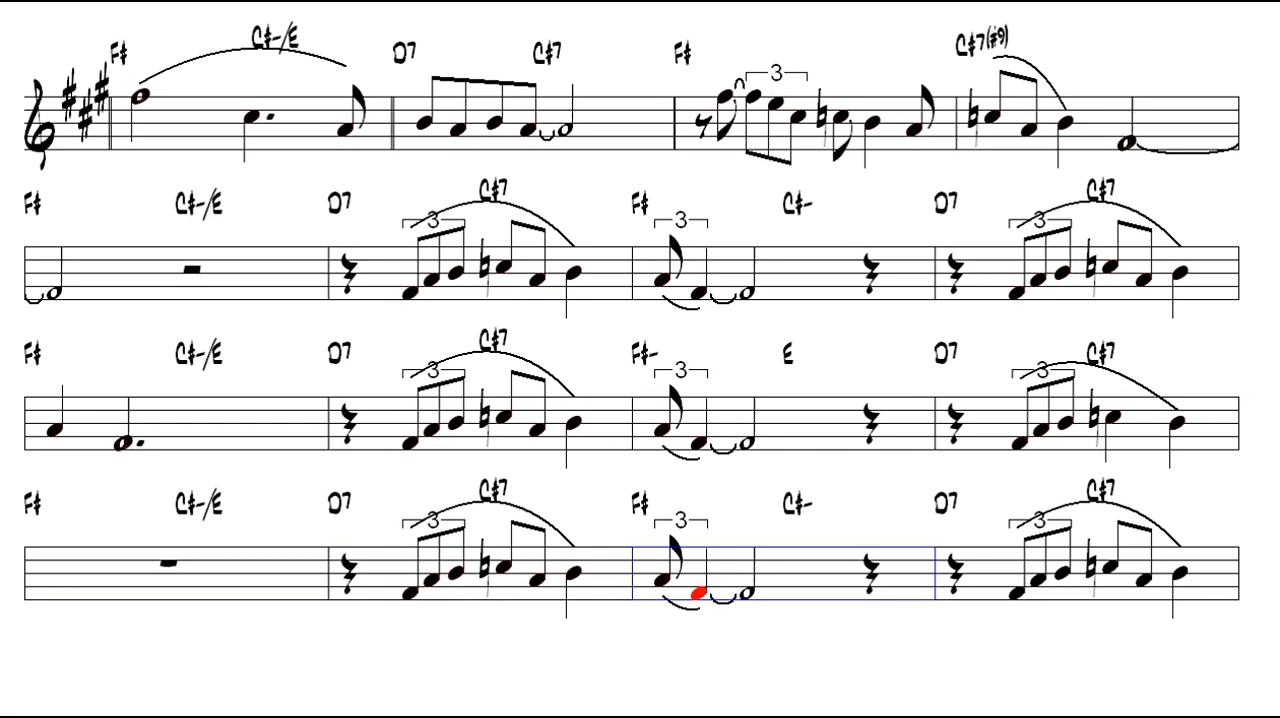 F# C#-/E D7 C#7 F# C#7(#9)
3
F# C#-/E D7 C#7 F# C#- D7 C#7
3 3 3
F# C#-/E D7 C#7 F#- E D7 C#7
3 3 3
F# C#-/E D7 C#7 F# C#- D7 C#7
3 3 3